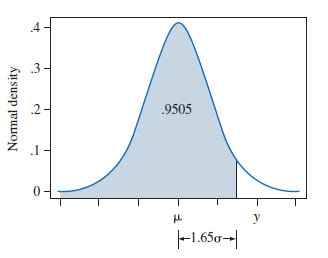 Normal density
.4
.3
.2
.1
0
.9505
μ
y
1.65σ